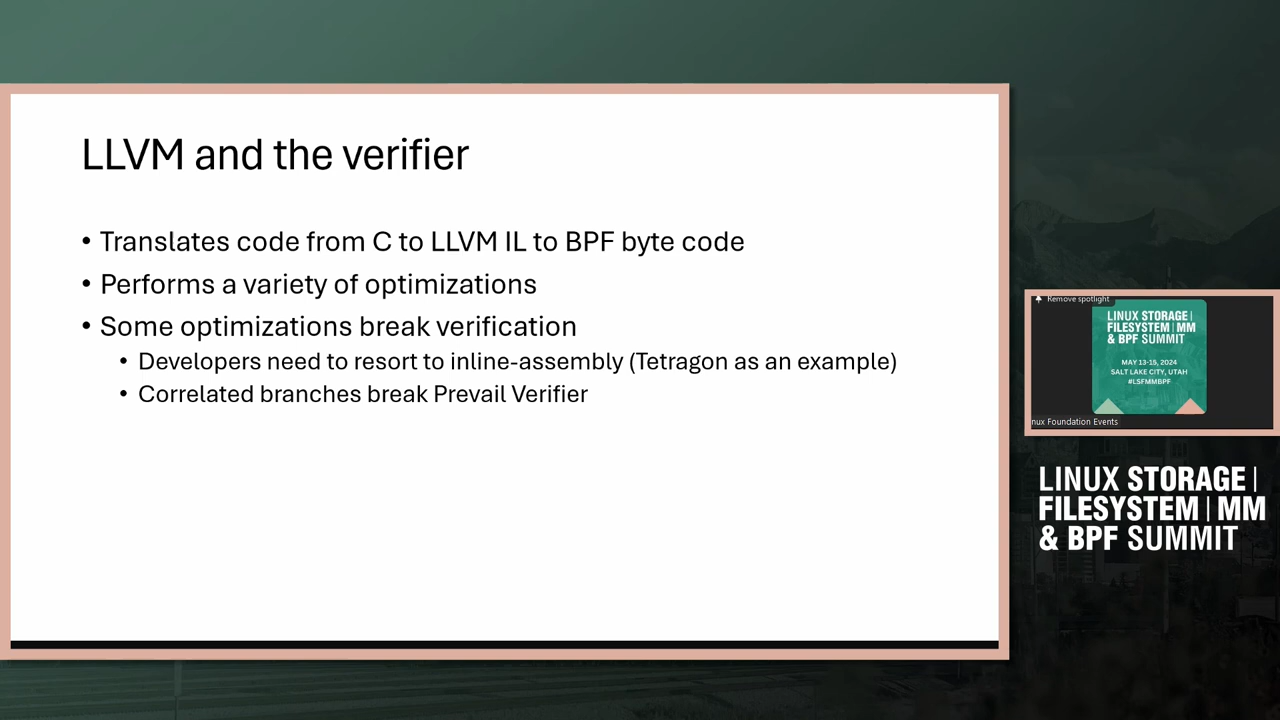 LLVM and the verifier
• Translates code from C to LLVM IL to BPF byte code
• Performs a variety of optimizations
• Some optimizations break verification
• Developers need to resort to inline-assembly (Tetragon as an example)
• Correlated branches break Prevail Verifier
Remove spotlight
LINUX STORAGE |
FILESYSTEM | MM
& BPF SUMMIT
MAY 13-15, 2024
SALT LAKE CITY, UTAH
#LSFMMBPF
nux Foundation Events
LINUX STORAGE |
FILESYSTEM | MM
& BPF SUMMIT